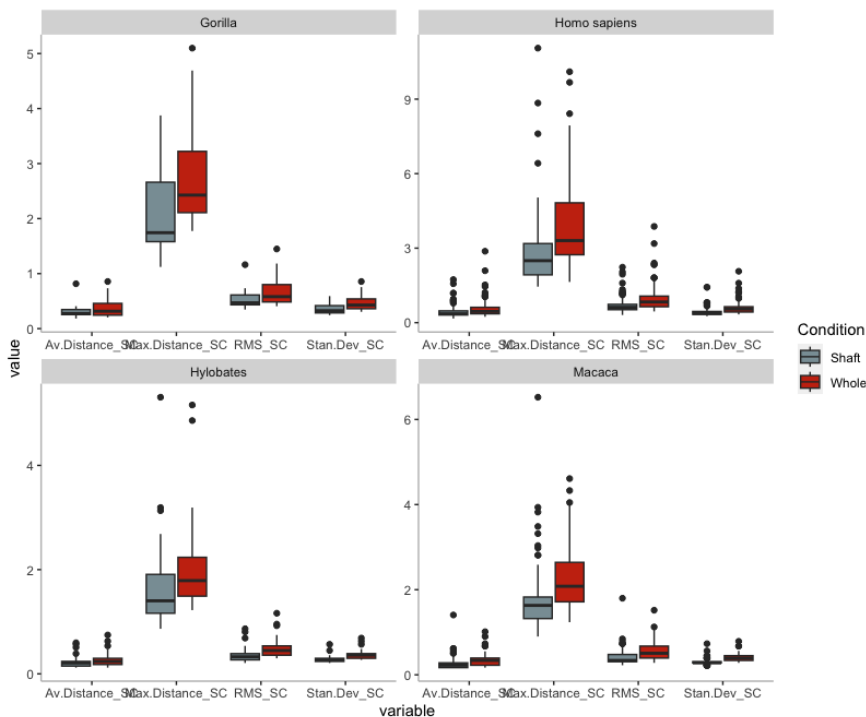 Gorilla
Homo sapiens
5
4
3
2
1
0
9
6
3
0
Av.Distance_SC Max.Distance_SC RMS_SC Stan.Dev_SC
Av.Distance_SC Max.Distance_SC RMS_SC Stan.Dev_SC
value
Condition
Shaft
Whole
Hylobates
Macaca
4
2
0
6
4
2
0
Av.Distance_SC Max.Distance_SC RMS_SC Stan.Dev_SC
Av.Distance_SC Max.Distance_SC RMS_SC Stan.Dev_SC
variable